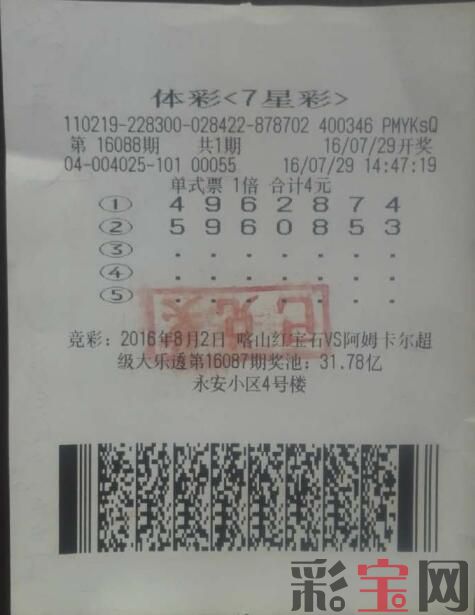 体彩<7星彩>
110219-228300-028422-878702 400346 PMYKsQ
第 16088期 共1期 16/07/29开奖
04-004025-101 00055 16/07/29 14:47:19
单式票 1倍 合计4元
① 4 9 6 2 8 7 4
② 5 9 6 0 8 5 3
③ . . . . . . .
④ . . . . . . .
⑤ . . . . . . .
已兑奖
竞彩：2016年8月2日 喀山红宝石VS阿姆卡尔超
级大乐透第16087期奖池：31.78亿
永安小区4号楼
彩宝网